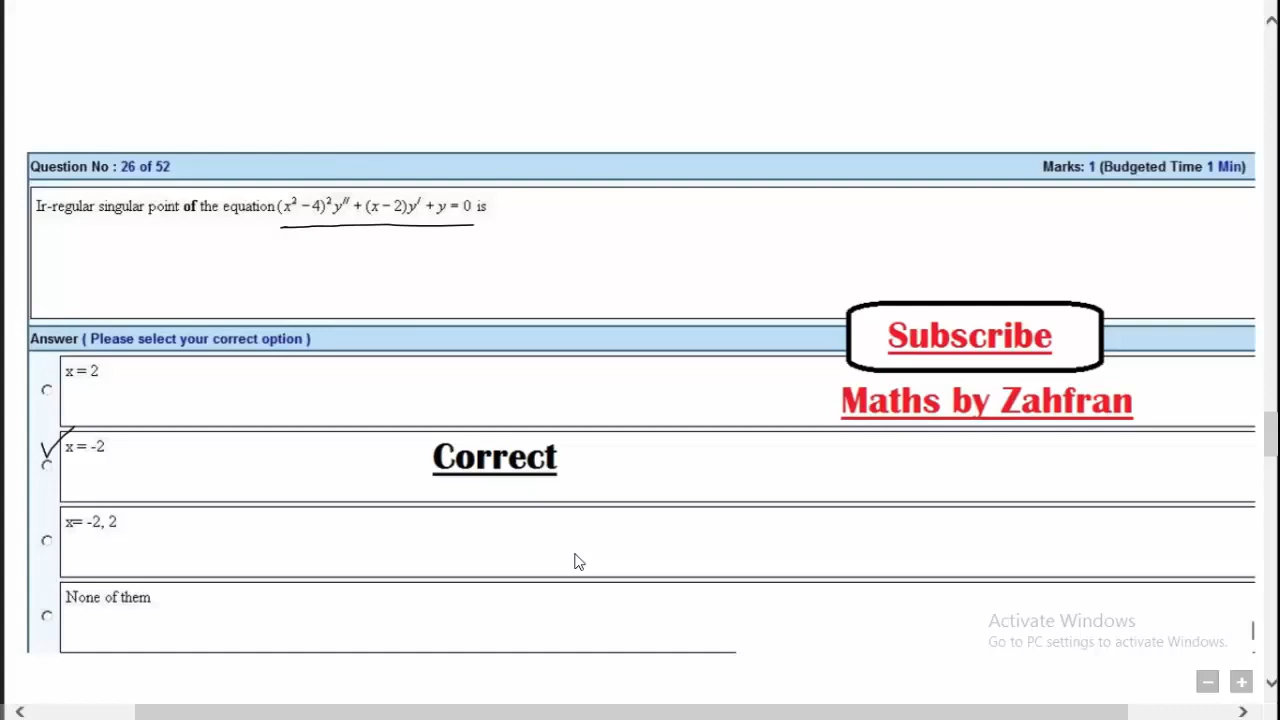 Question No : 26 of 52
Marks: 1 (Budgeted Time 1 Min)
Ir-regular singular point of the equation (x² − 4)² y″ + (x − 2)y′ + y = 0 is
Answer ( Please select your correct option )
Subscribe
Maths by Zahfran
x = 2
x = -2
Correct
x= -2, 2
None of them
Activate Windows
Go to PC settings to activate Windows.